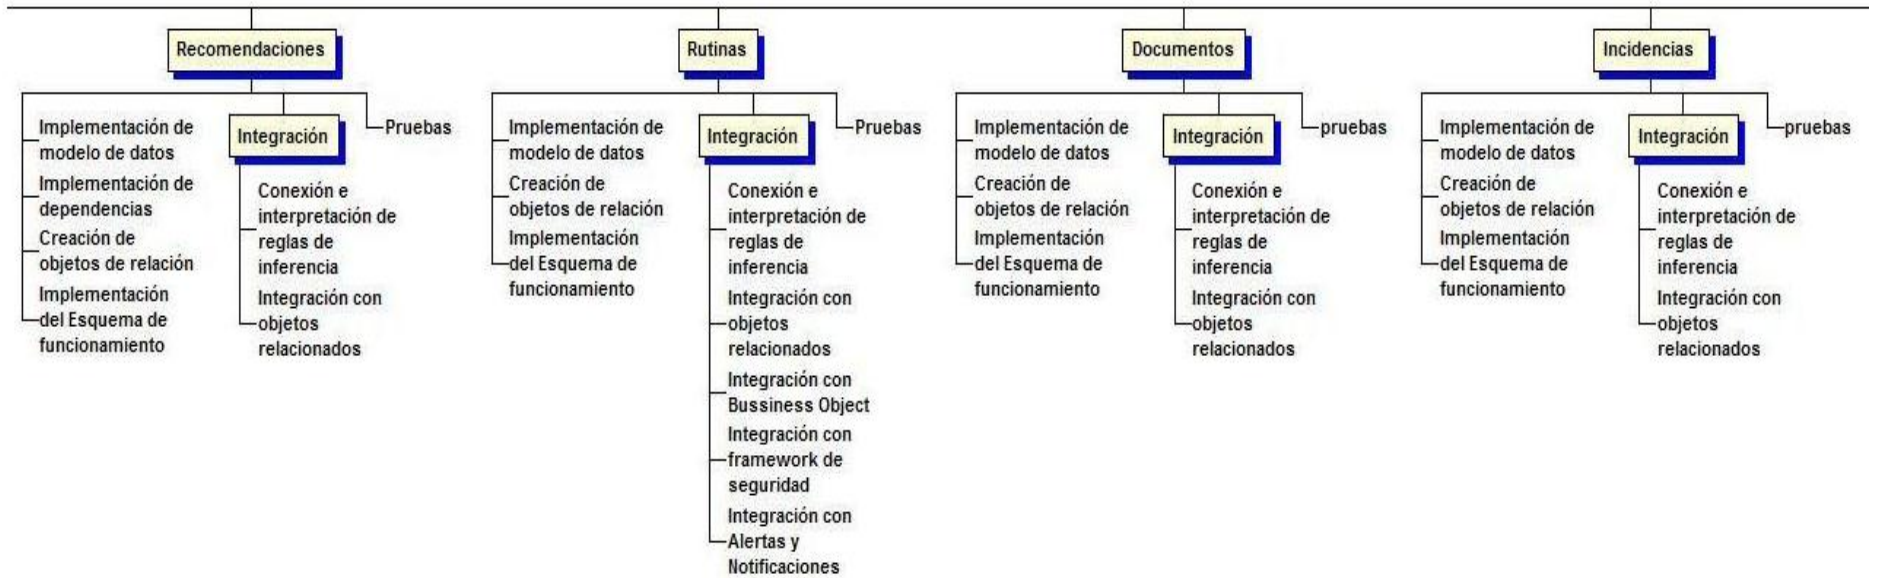 Recomendaciones
Implementación de
modelo de datos
Implementación de
dependencias
Creación de
objetos de relación
Implementación
del Esquema de
funcionamiento
Integración
Conexión e
interpretación de
reglas de
inferencia
Integración con
objetos
relacionados
Pruebas
Rutinas
Implementación de
modelo de datos
Creación de
objetos de relación
Implementación
del Esquema de
funcionamiento
Integración
Conexión e
interpretación de
reglas de
inferencia
Integración con
objetos
relacionados
Integración con
Bussiness Object
Integración con
framework de
seguridad
Integración con
Alertas y
Notificaciones
Pruebas
Documentos
Implementación de
modelo de datos
Creación de
objetos de relación
Implementación
del Esquema de
funcionamiento
Integración
Conexión e
interpretación de
reglas de
inferencia
Integración con
objetos
relacionados
pruebas
Incidencias
Implementación de
modelo de datos
Creación de
objetos de relación
Implementación
del Esquema de
funcionamiento
Integración
Conexión e
interpretación de
reglas de
inferencia
Integración con
objetos
relacionados
pruebas